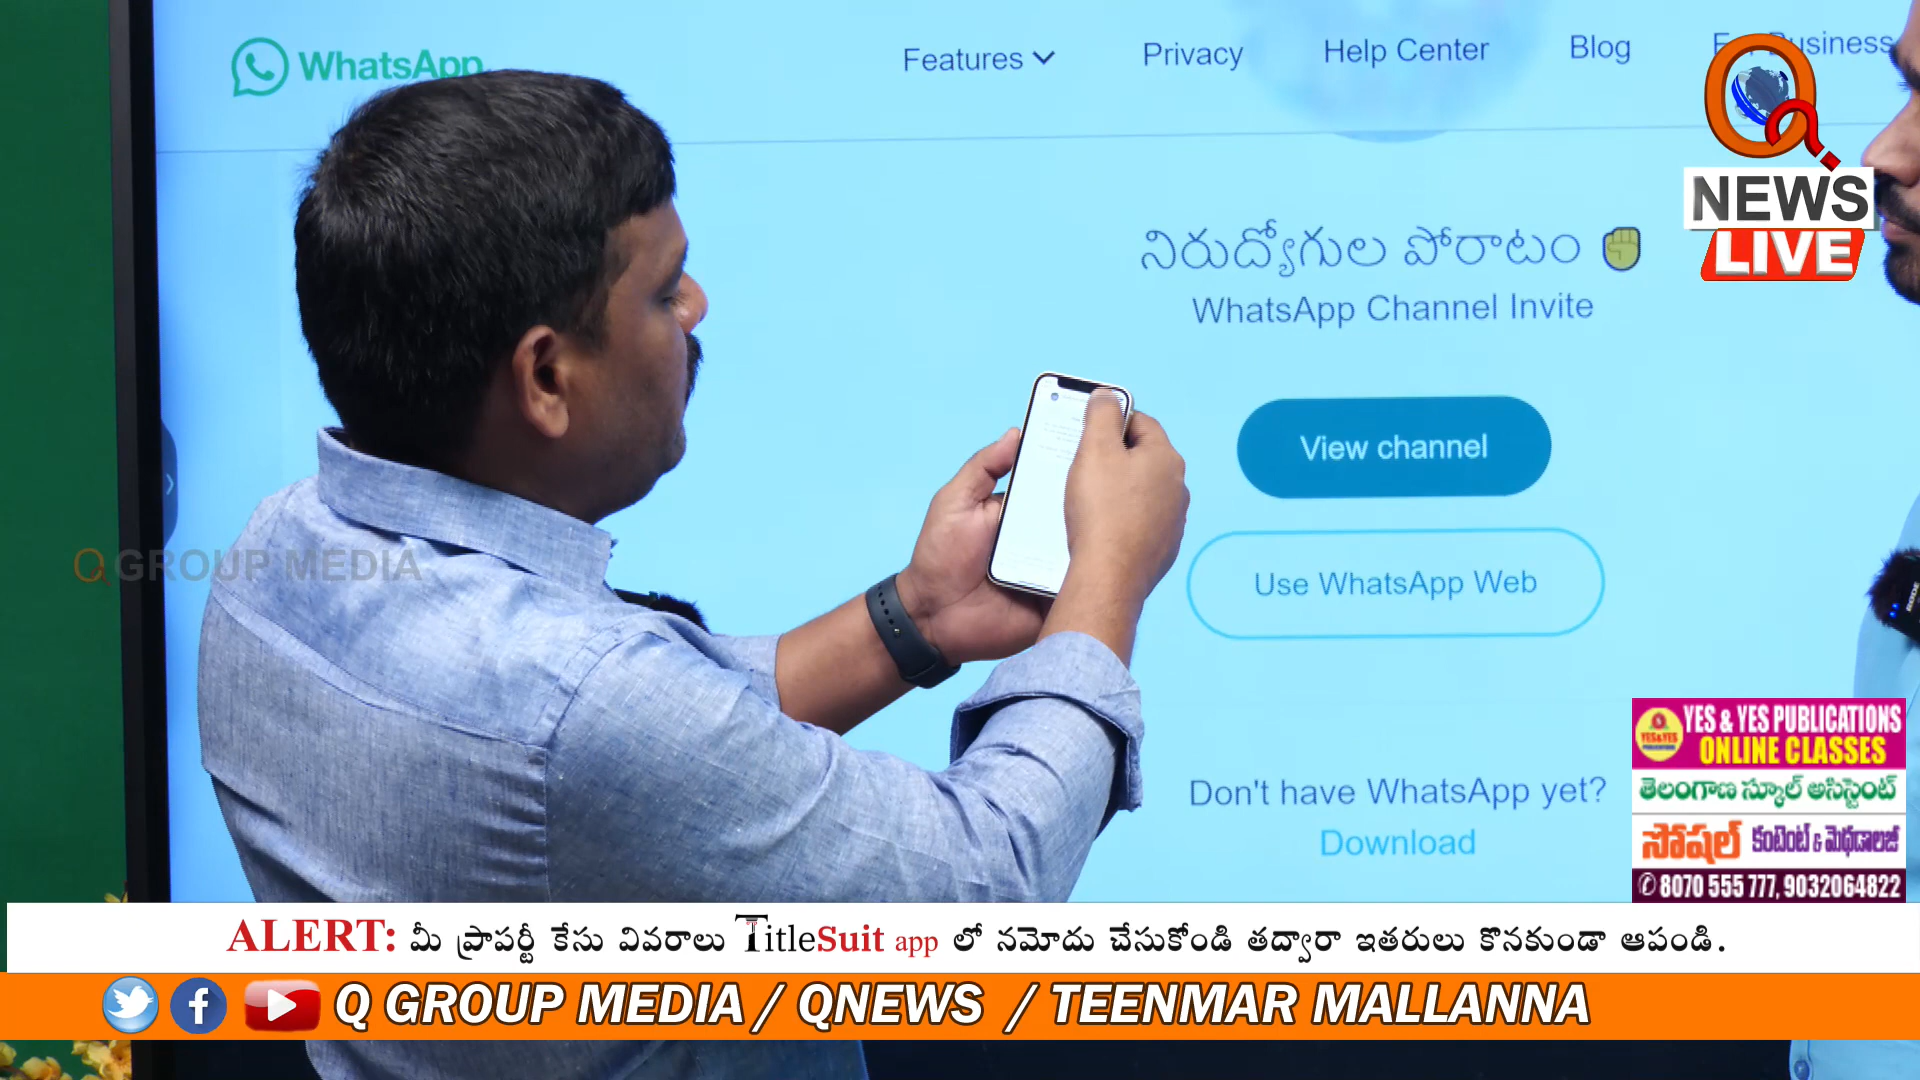 WhatsApp
Features
Privacy
Help Center
Blog
Business
Q
NEWS
LIVE
నిరుద్యోగుల పోరాటం ✊
WhatsApp Channel Invite
View channel
Use WhatsApp Web
Q GROUP MEDIA
Don't have WhatsApp yet?
Download
RODE
YES & YES PUBLICATIONS
ONLINE CLASSES
తెలంగాణ స్కూల్ అసిస్టెంట్
సోషల్ కంటెంట్ & మెథడాలజీ
8070 555 777, 9032064822
ALERT: మీ ప్రాపర్టీ కేసు వివరాలు TitleSuit app లో నమోదు చేసుకోండి తద్వారా ఇతరులు కొనకుండా ఆపండి.
Q GROUP MEDIA / QNEWS / TEENMAR MALLANNA